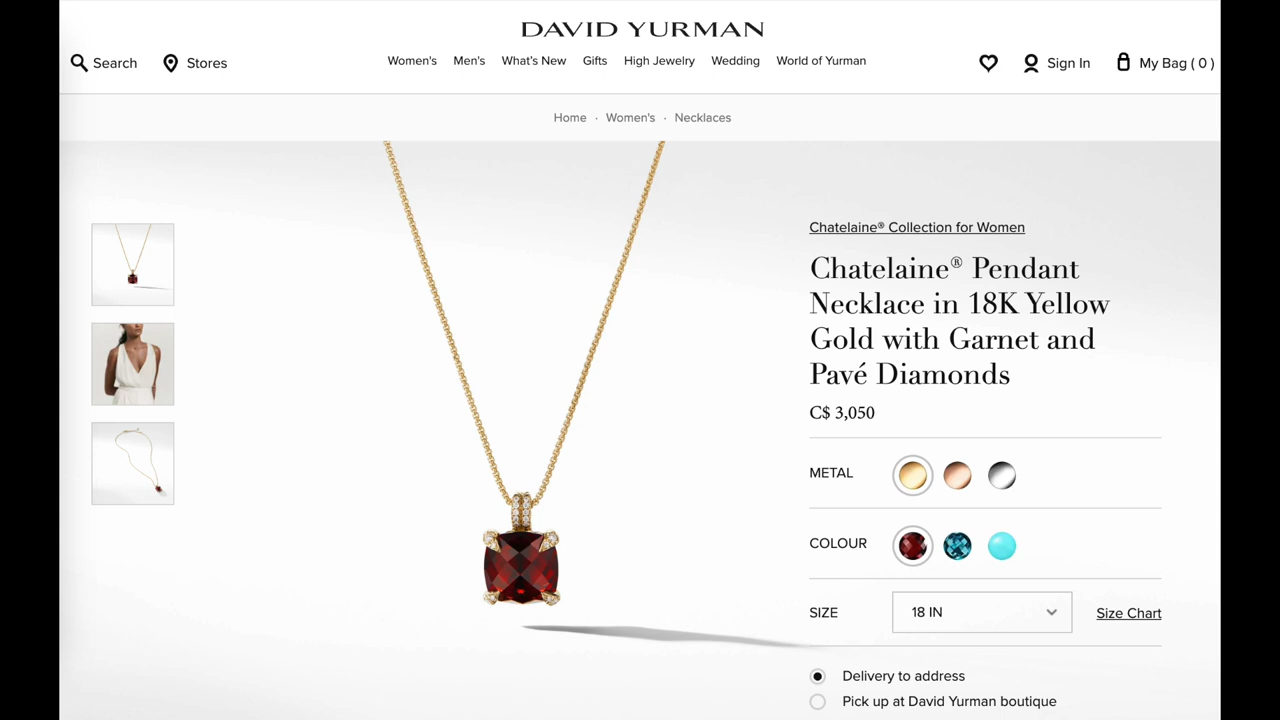 DAVID YURMAN
Search
Stores
Women's
Men's
What's New
Gifts
High Jewelry
Wedding
World of Yurman
Sign In
My Bag ( 0 )
Home · Women's · Necklaces
Chatelaine® Collection for Women
Chatelaine® Pendant
Necklace in 18K Yellow
Gold with Garnet and
Pavé Diamonds
C$ 3,050
METAL
COLOUR
SIZE
18 IN
Size Chart
Delivery to address
Pick up at David Yurman boutique